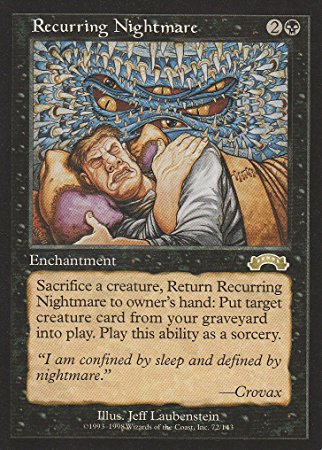 Recurring Nightmare 2
Enchantment
Sacrifice a creature, Return Recurring
Nightmare to owner's hand: Put target
creature card from your graveyard
into play. Play this ability as a sorcery.
"I am confined by sleep and defined by
nightmare."
—Crovax
Illus. Jeff Laubenstein
©1993–1998 Wizards of the Coast, Inc. 72/143